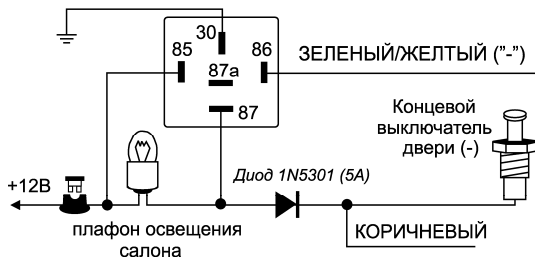 30
85
86
87a
87
ЗЕЛЕНЫЙ/ЖЕЛТЫЙ ("-")
Концевой
выключатель
двери (-)
Диод 1N5301 (5А)
+12В
плафон освещения
салона
КОРИЧНЕВЫЙ